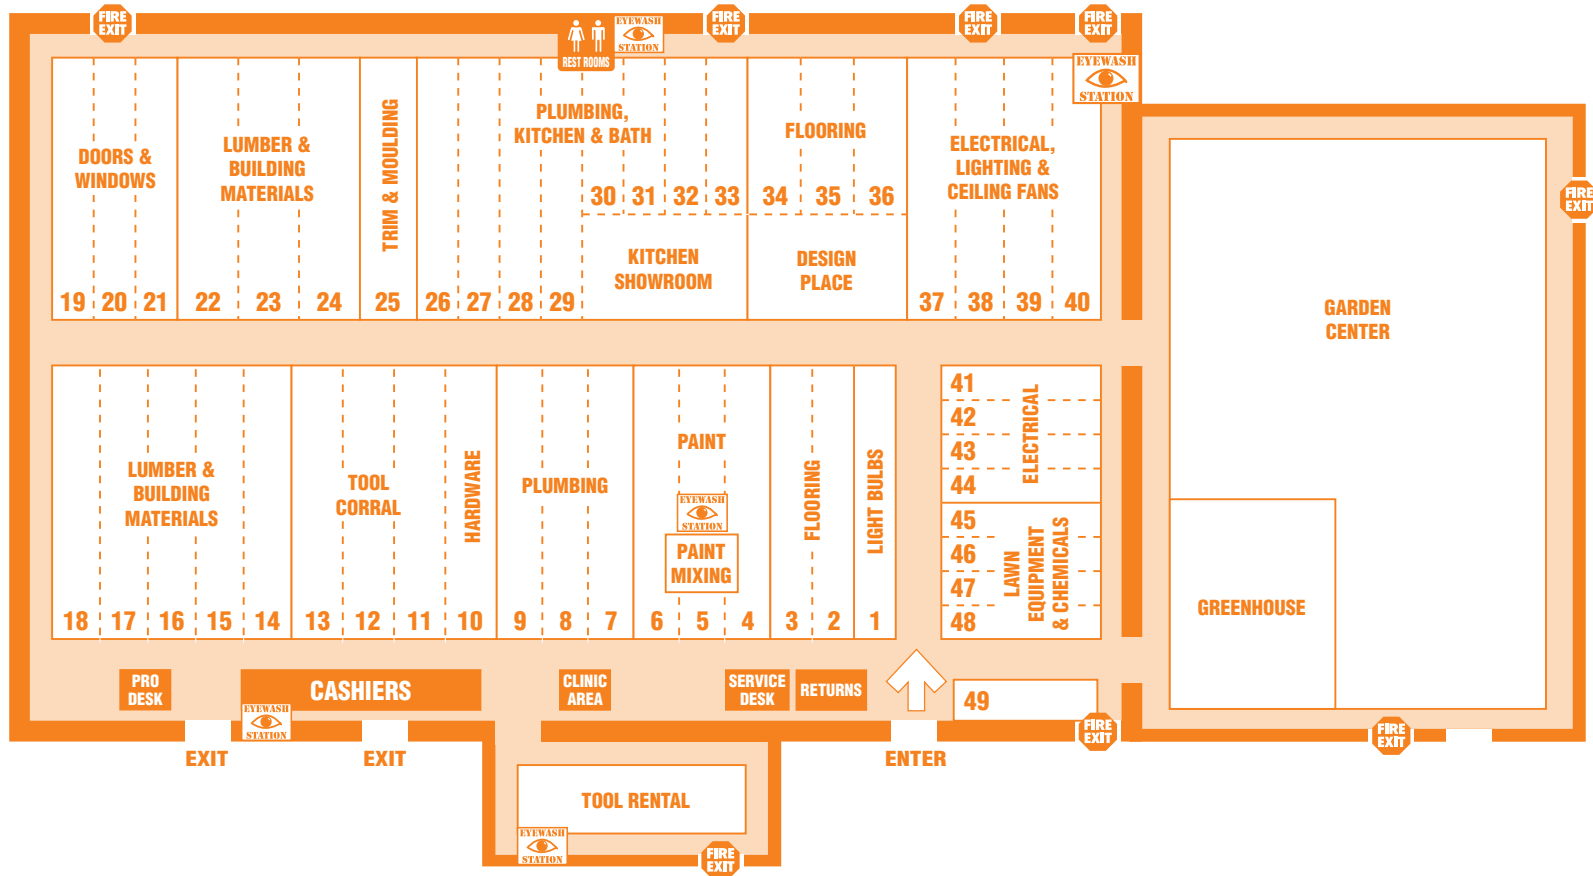 FIRE
EXIT
FIRE
EXIT
FIRE
EXIT
FIRE
EXIT
REST ROOMS
EYEWASH
STATION
EYEWASH
STATION
DOORS &
WINDOWS
LUMBER &
BUILDING
MATERIALS
TRIM & MOULDING
PLUMBING,
KITCHEN & BATH
FLOORING
ELECTRICAL,
LIGHTING &
CEILING FANS
30 31 32 33 34 35 36
KITCHEN
SHOWROOM
DESIGN
PLACE
19 20 21 22 23 24 25 26 27 28 29 37 38 39 40
FIRE
EXIT
GARDEN
CENTER
GREENHOUSE
LUMBER &
BUILDING
MATERIALS
TOOL
CORRAL
HARDWARE
PLUMBING
PAINT
EYEWASH
STATION
PAINT
MIXING
FLOORING
LIGHT BULBS
41
42
43
44
ELECTRICAL
45
46
47
48
LAWN
EQUIPMENT
& CHEMICALS
18 17 16 15 14 13 12 11 10 9 8 7 6 5 4 3 2 1
PRO
DESK
CASHIERS
CLINIC
AREA
SERVICE
DESK
RETURNS
49
EYEWASH
STATION
FIRE
EXIT
FIRE
EXIT
EXIT
EXIT
ENTER
TOOL RENTAL
EYEWASH
STATION
FIRE
EXIT